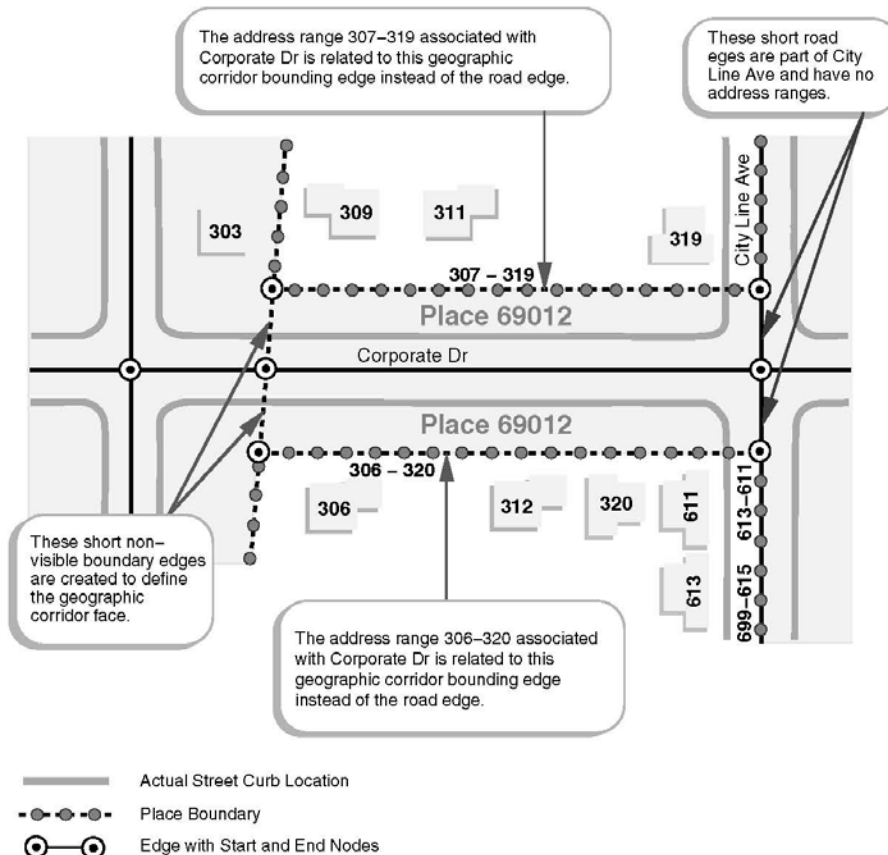 The address range 307–319 associated with
Corporate Dr is related to this geographic
corridor bounding edge instead of the road edge.
These short road
eges are part of City
Line Ave and have no
address ranges.
City Line Ave
303
309
311
319
307 – 319
Place 69012
Corporate Dr
Place 69012
306 – 320
306
312
320
611
613
613–611
699–615
These short non–
visible boundary edges
are created to define
the geographic
corridor face.
The address range 306–320 associated
with Corporate Dr is related to this
geographic corridor bounding edge
instead of the road edge.
Actual Street Curb Location
Place Boundary
Edge with Start and End Nodes